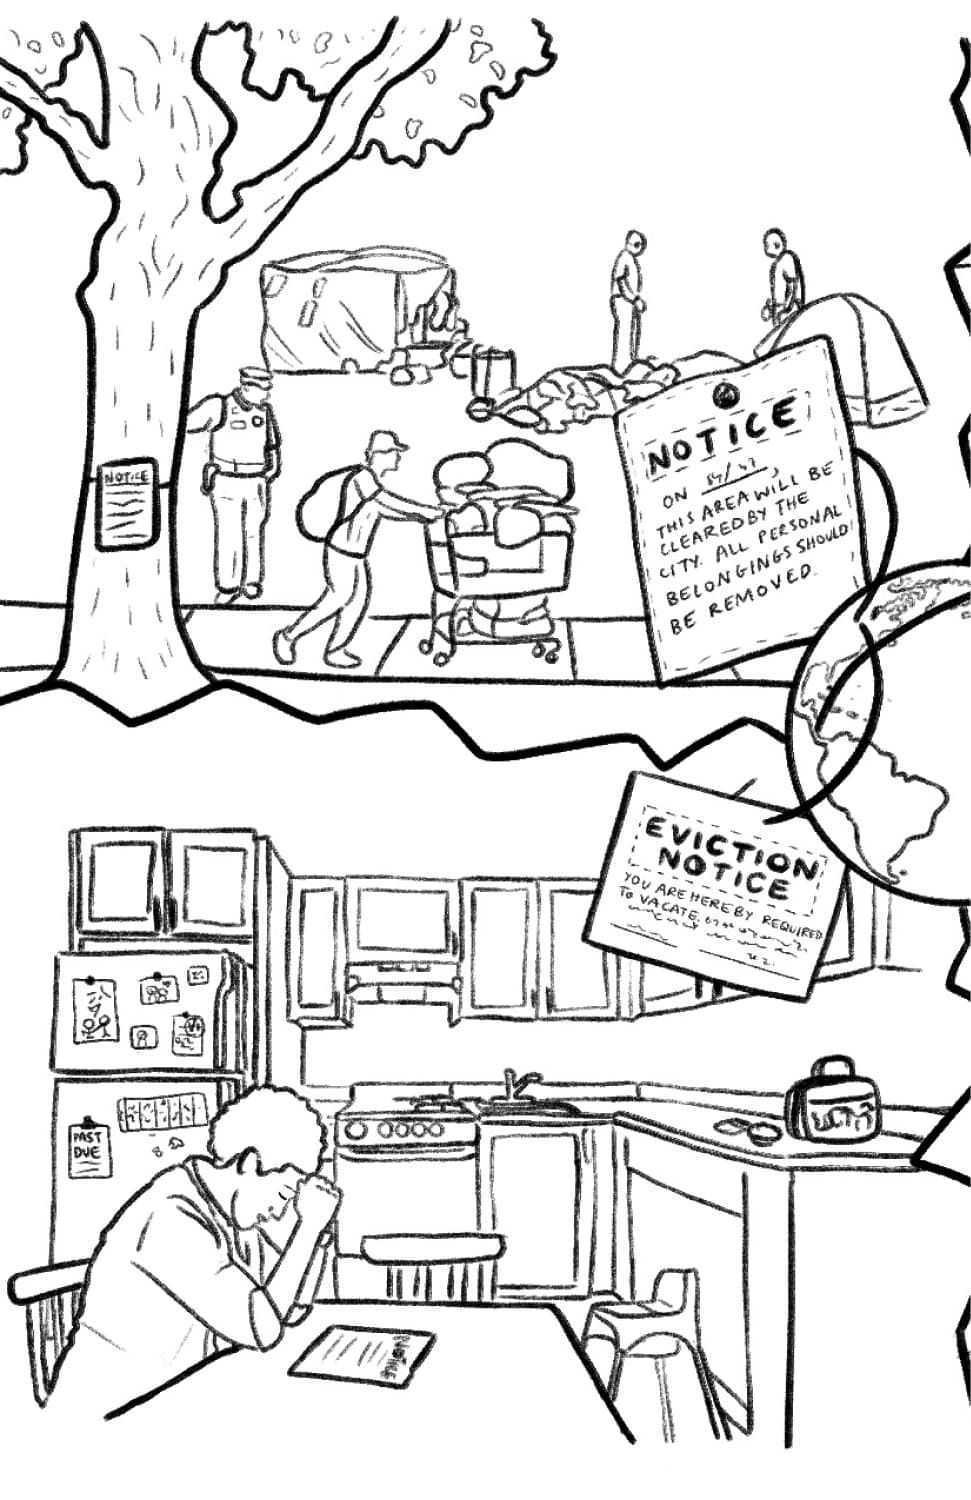 NOTICE
NOTICE
ON
THIS AREA WILL BE
CLEARED BY THE
CITY. ALL PERSONAL
BELONGINGS SHOULD
BE REMOVED.
EVICTION
NOTICE
YOU ARE HEREBY REQUIRED
TO VACATE
PAST
DUE
NOTICE